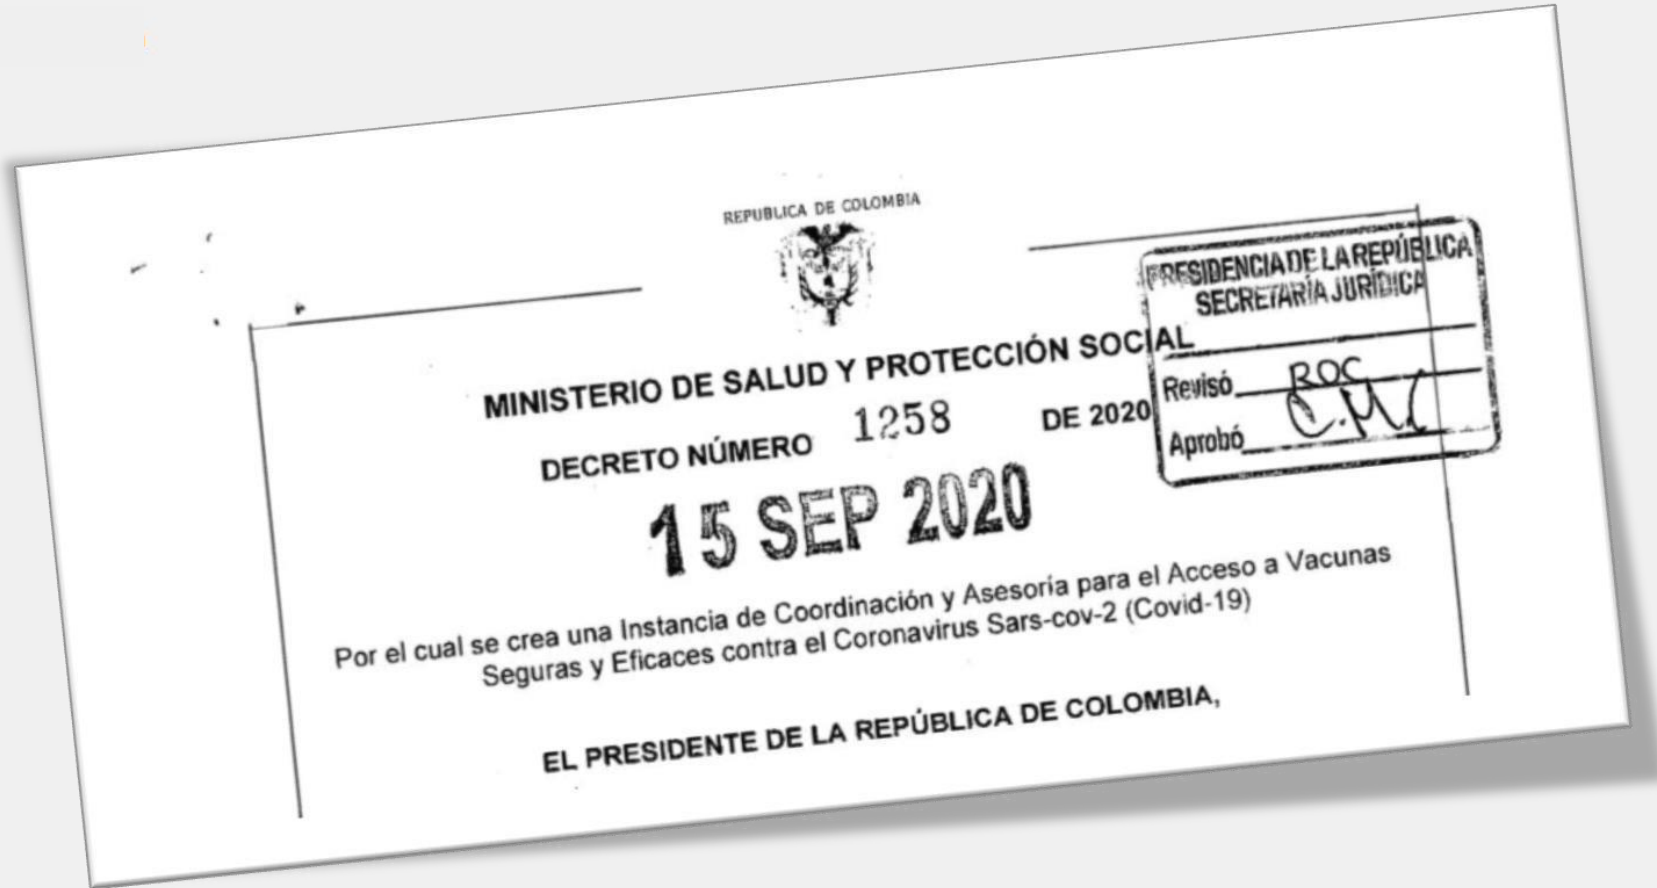 REPUBLICA DE COLOMBIA
PRESIDENCIA DE LA REPÚBLICA
SECRETARÍA JURÍDICA
Revisó ROC
Aprobó C.M.
MINISTERIO DE SALUD Y PROTECCIÓN SOCIAL
DECRETO NÚMERO 1258 DE 2020
15 SEP 2020
Por el cual se crea una Instancia de Coordinación y Asesoría para el Acceso a Vacunas
Seguras y Eficaces contra el Coronavirus Sars-cov-2 (Covid-19)
EL PRESIDENTE DE LA REPÚBLICA DE COLOMBIA,